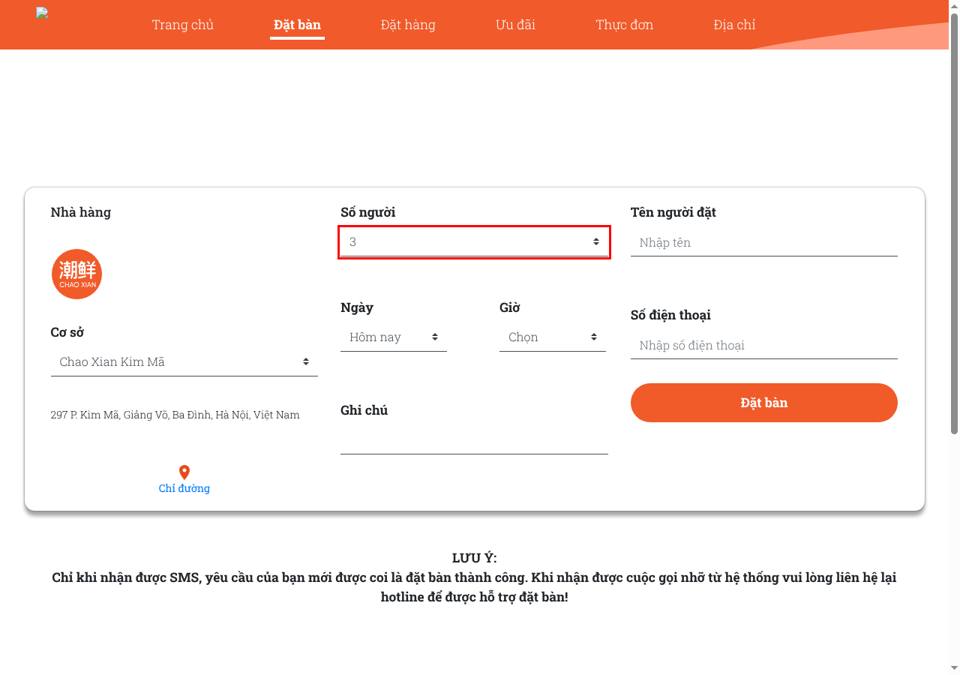 Trang chủ
Đặt bàn
Đặt hàng
Ưu đãi
Thực đơn
Địa chỉ
Nhà hàng
潮鲜
CHAO XIAN
Cơ sở
Chao Xian Kim Mã
297 P. Kim Mã, Giảng Võ, Ba Đình, Hà Nội, Việt Nam
Chỉ đường
Số người
3
Ngày
Giờ
Hôm nay
Chọn
Ghi chú
Tên người đặt
Nhập tên
Số điện thoại
Nhập số điện thoại
Đặt bàn
LƯU Ý:
Chỉ khi nhận được SMS, yêu cầu của bạn mới được coi là đặt bàn thành công. Khi nhận được cuộc gọi nhỡ từ hệ thống vui lòng liên hệ lại
hotline để được hỗ trợ đặt bàn!